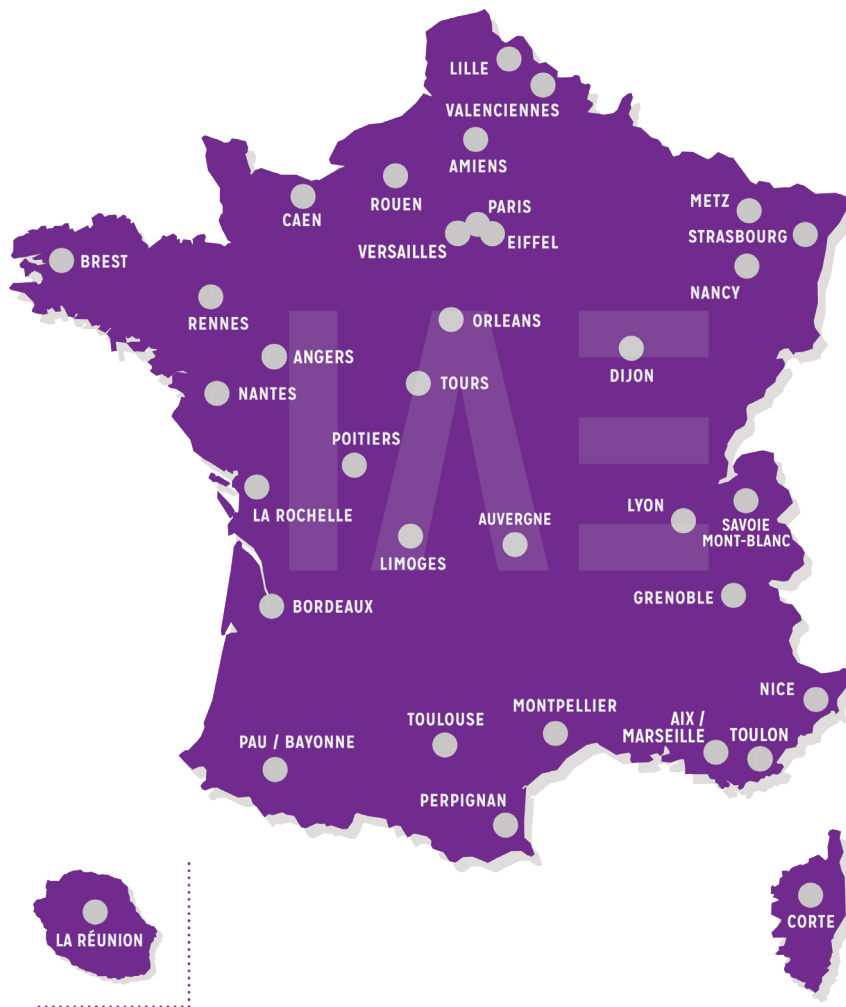 LILLE
VALENCIENNES
AMIENS
ROUEN
CAEN
PARIS
VERSAILLES
EIFFEL
METZ
STRASBOURG
NANCY
BREST
RENNES
ORLEANS
ANGERS
DIJON
TOURS
NANTES
POITIERS
IAE
LA ROCHELLE
AUVERGNE
LYON
SAVOIE
MONT-BLANC
LIMOGES
GRENOBLE
BORDEAUX
NICE
MONTPELLIER
AIX /
MARSEILLE
TOULON
TOULOUSE
PAU / BAYONNE
PERPIGNAN
CORTE
LA RÉUNION